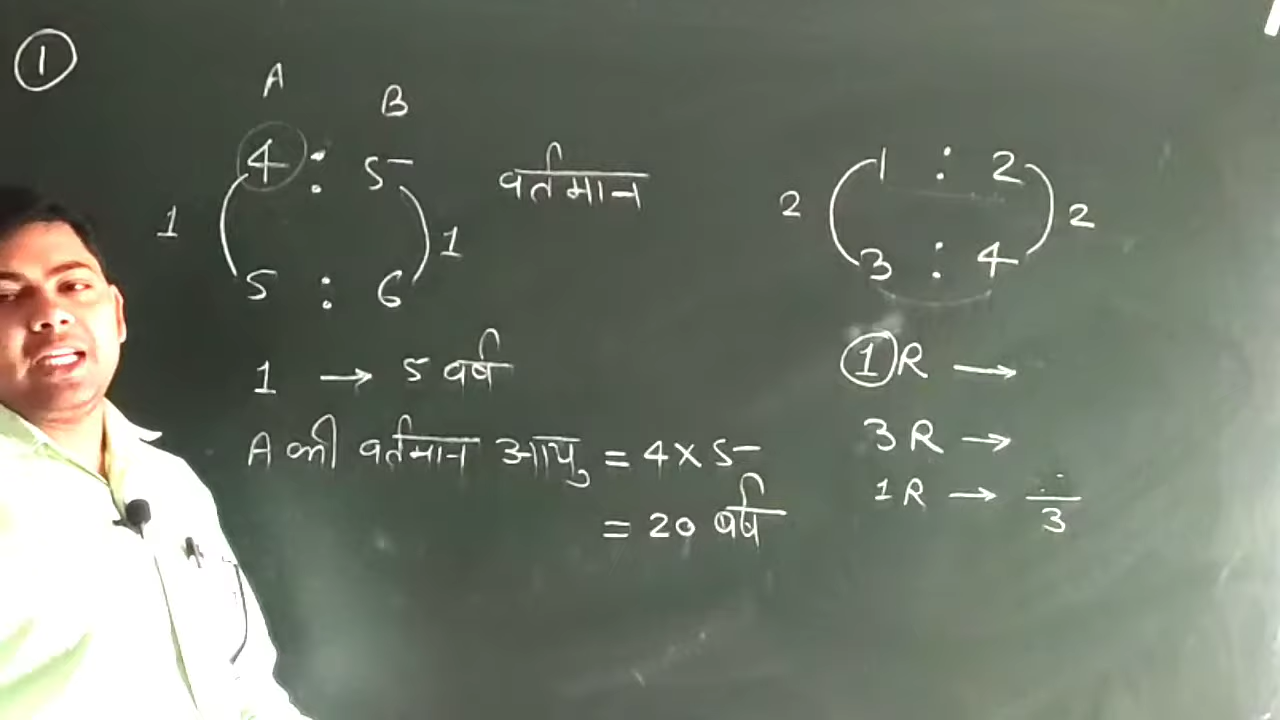 1
A B
4 : 5 वर्तमान
1 1
5 : 6
1 → 5 वर्ष
A की वर्तमान आयु = 4 × 5
= 20 वर्ष
1 : 2
2 2
3 : 4
1 R →
3 R →
1 R → ../3